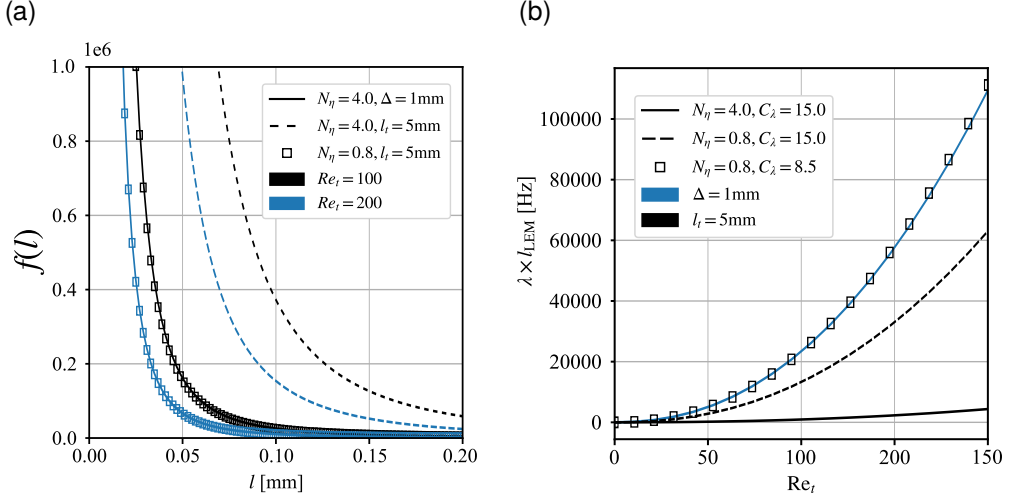 (a)
1e6
1.0
0.8
0.6
0.4
0.2
0.0
f(l)
N_η = 4.0, Δ = 1mm
N_η = 4.0, l_t = 5mm
N_η = 0.8, l_t = 5mm
Re_t = 100
Re_t = 200
0.00 0.05 0.10 0.15 0.20
l [mm]
(b)
100000
80000
60000
40000
20000
0
λ × l_LEM [Hz]
N_η = 4.0, C_λ = 15.0
N_η = 0.8, C_λ = 15.0
N_η = 0.8, C_λ = 8.5
Δ = 1mm
l_t = 5mm
0 50 100 200 150
Re_t